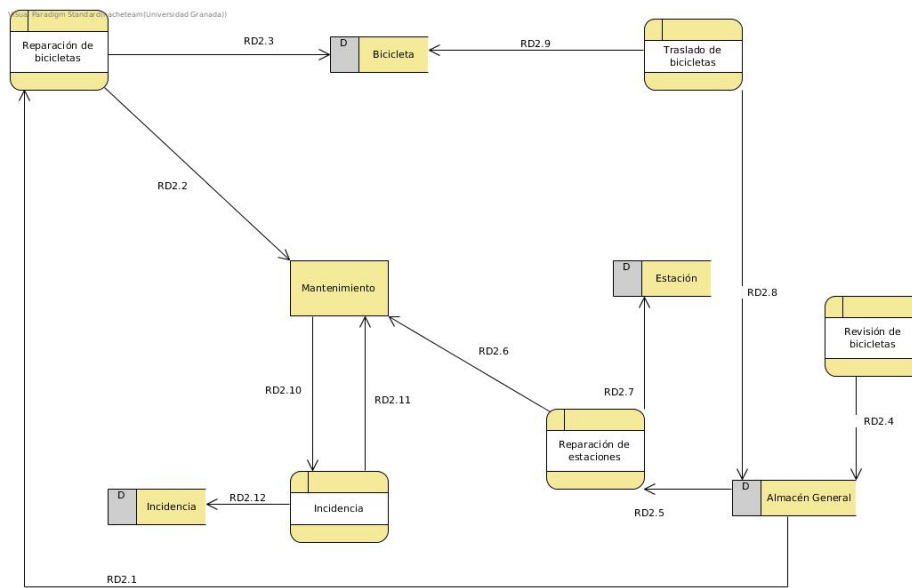 Visual Paradigm Standard(Apacheteam(Universidad Granada))
Reparación de
bicicletas
RD2.3
D
Bicicleta
RD2.9
Traslado de
bicicletas
RD2.2
D
Estación
Mantenimiento
RD2.8
Revisión de
bicicletas
RD2.6
RD2.10
RD2.7
RD2.11
RD2.4
Reparación de
estaciones
D
Almacén General
D
Incidencia
RD2.12
Incidencia
RD2.5
RD2.1